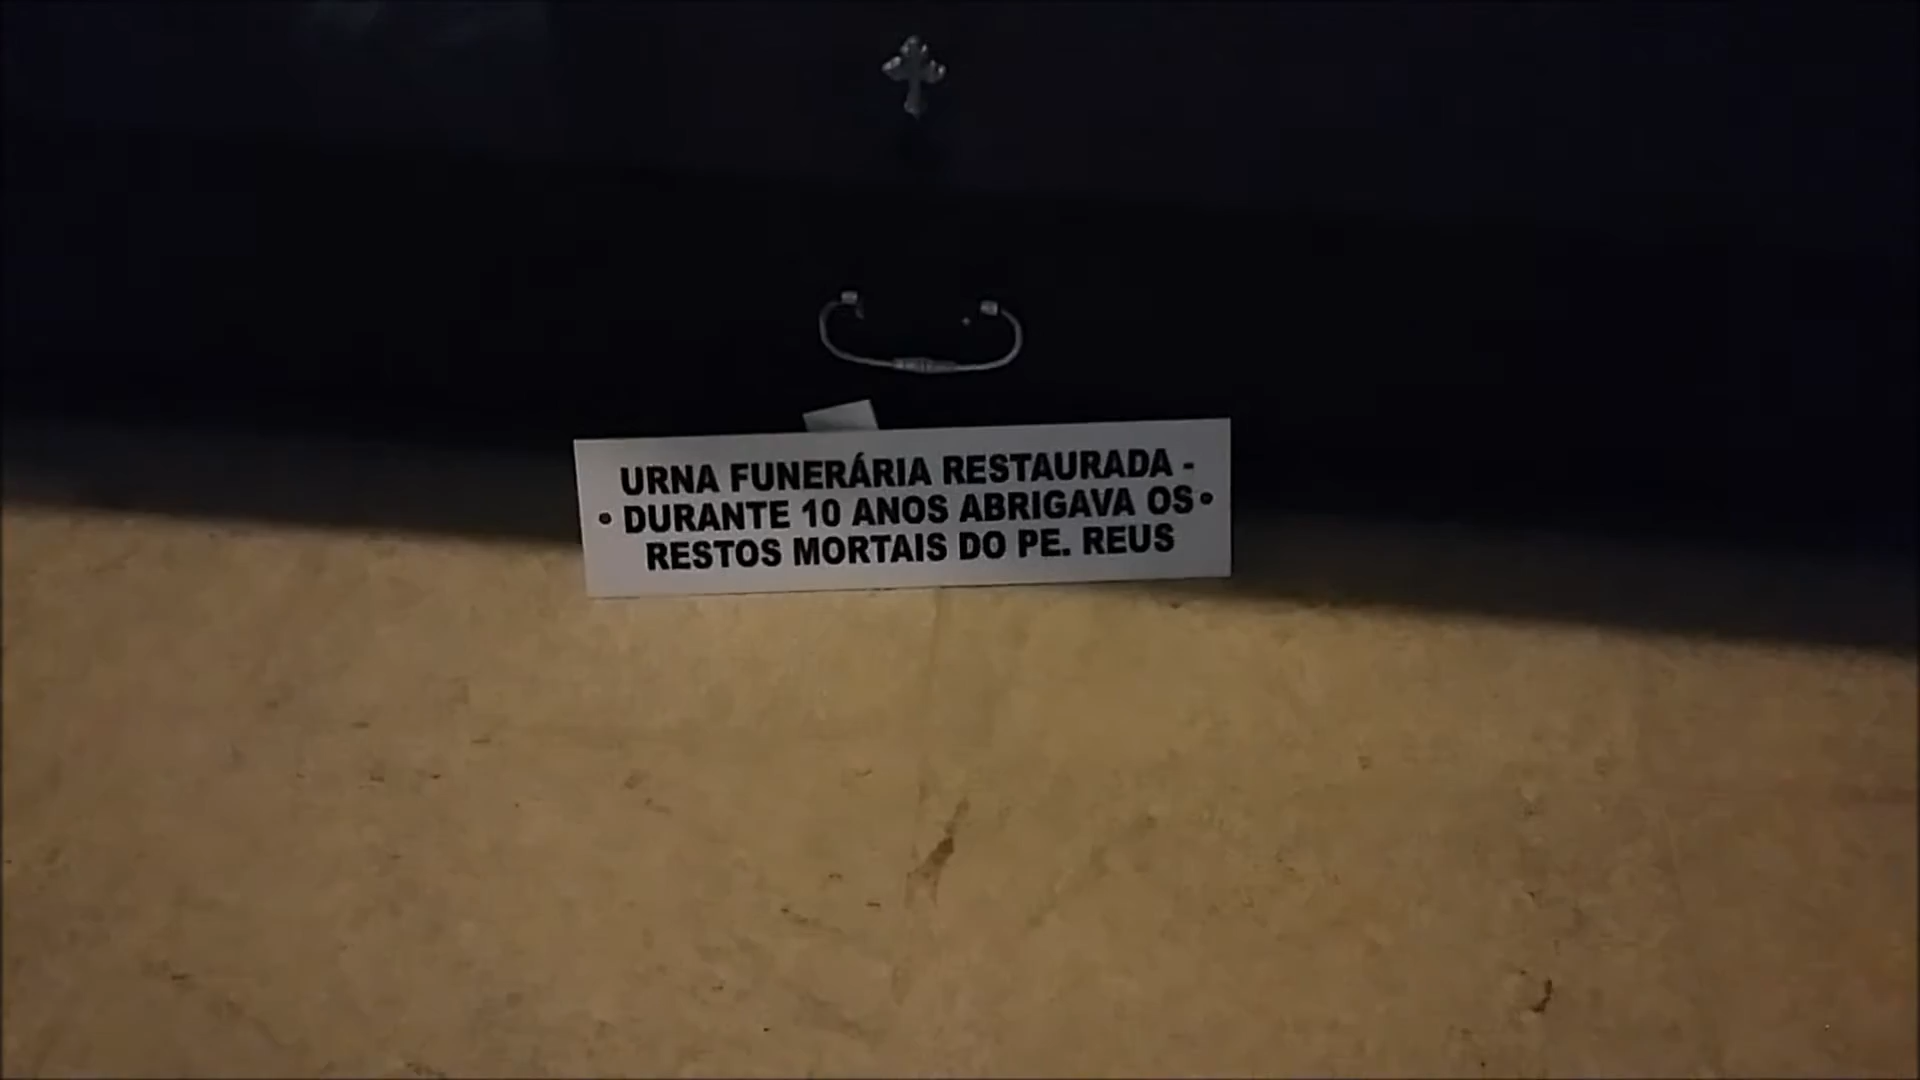 URNA FUNERÁRIA RESTAURADA -
DURANTE 10 ANOS ABRIGAVA OS
RESTOS MORTAIS DO PE. REUS